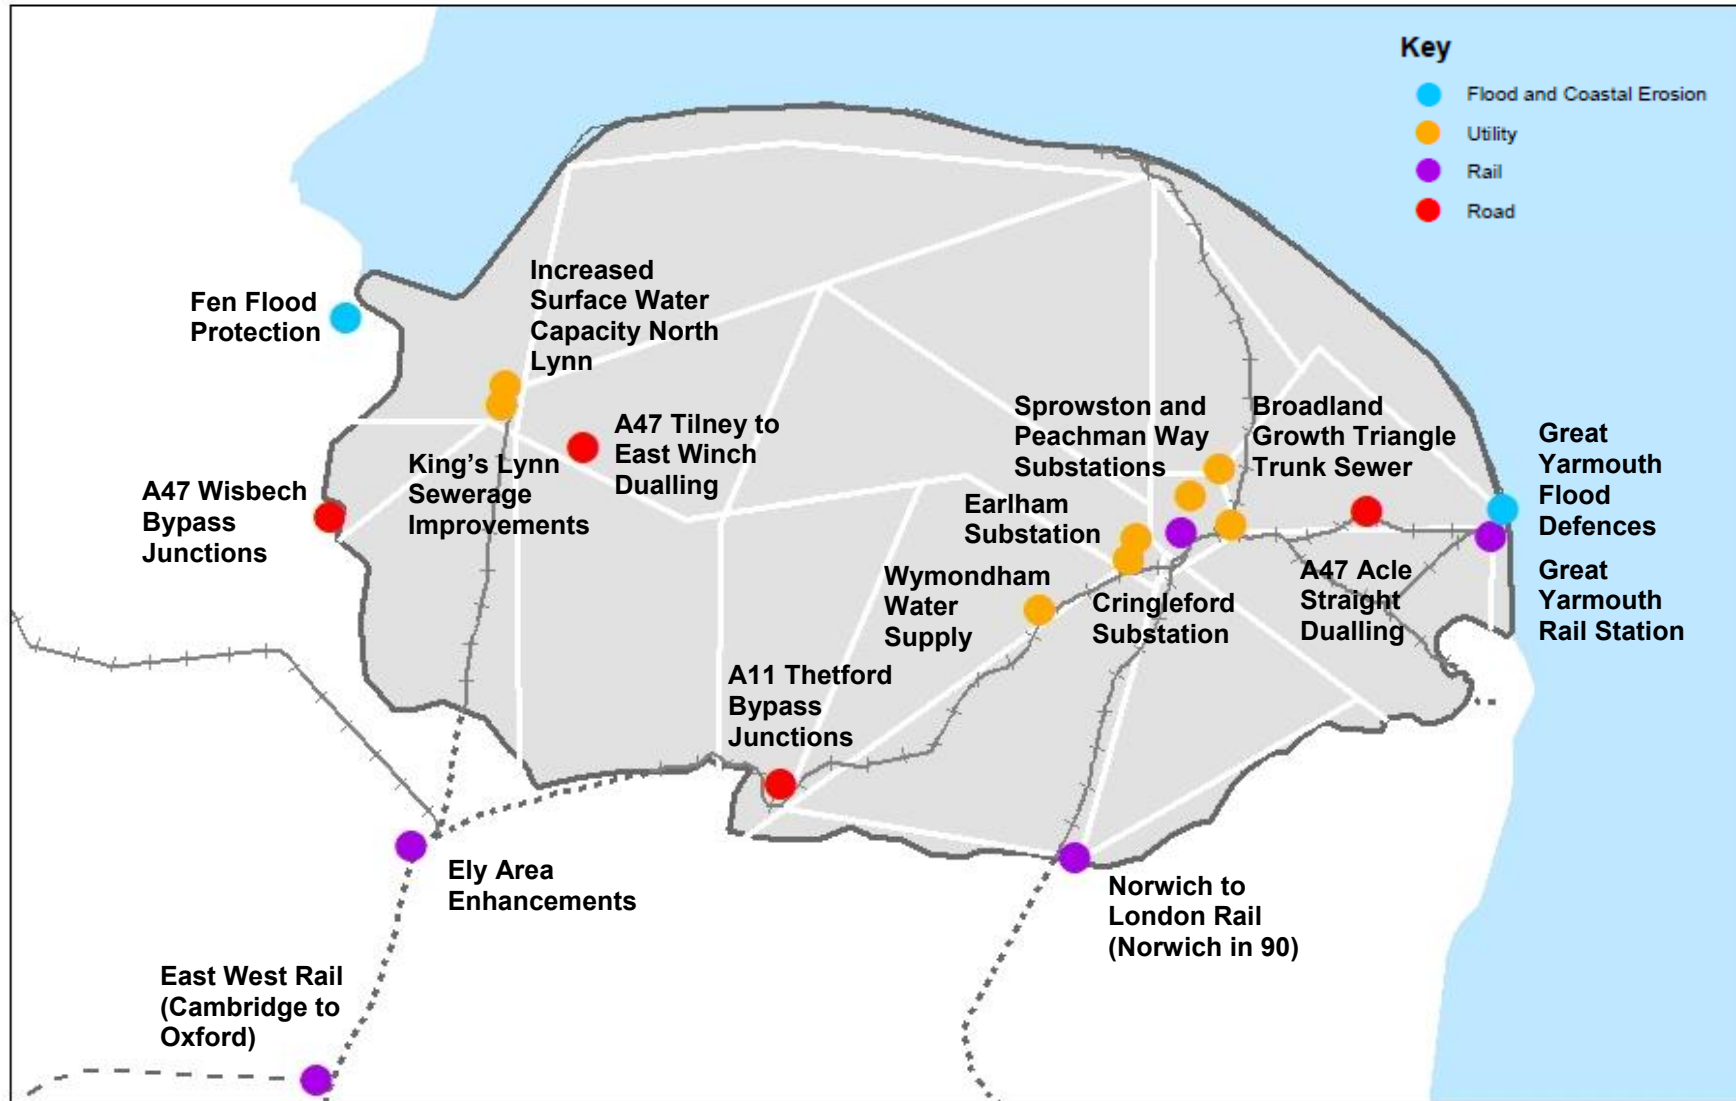 Key
Flood and Coastal Erosion
Utility
Rail
Road
Fen Flood
Protection
Increased
Surface Water
Capacity North
Lynn
A47 Tilney to
East Winch
Dualling
King's Lynn
Sewerage
Improvements
A47 Wisbech
Bypass
Junctions
Sprowston and
Peachman Way
Substations
Broadland
Growth Triangle
Trunk Sewer
Great
Yarmouth
Flood
Defences
Earlham
Substation
Wymondham
Water
Supply
Cringleford
Substation
A47 Acle
Straight
Dualling
Great
Yarmouth
Rail Station
A11 Thetford
Bypass
Junctions
Ely Area
Enhancements
Norwich to
London Rail
(Norwich in 90)
East West Rail
(Cambridge to
Oxford)